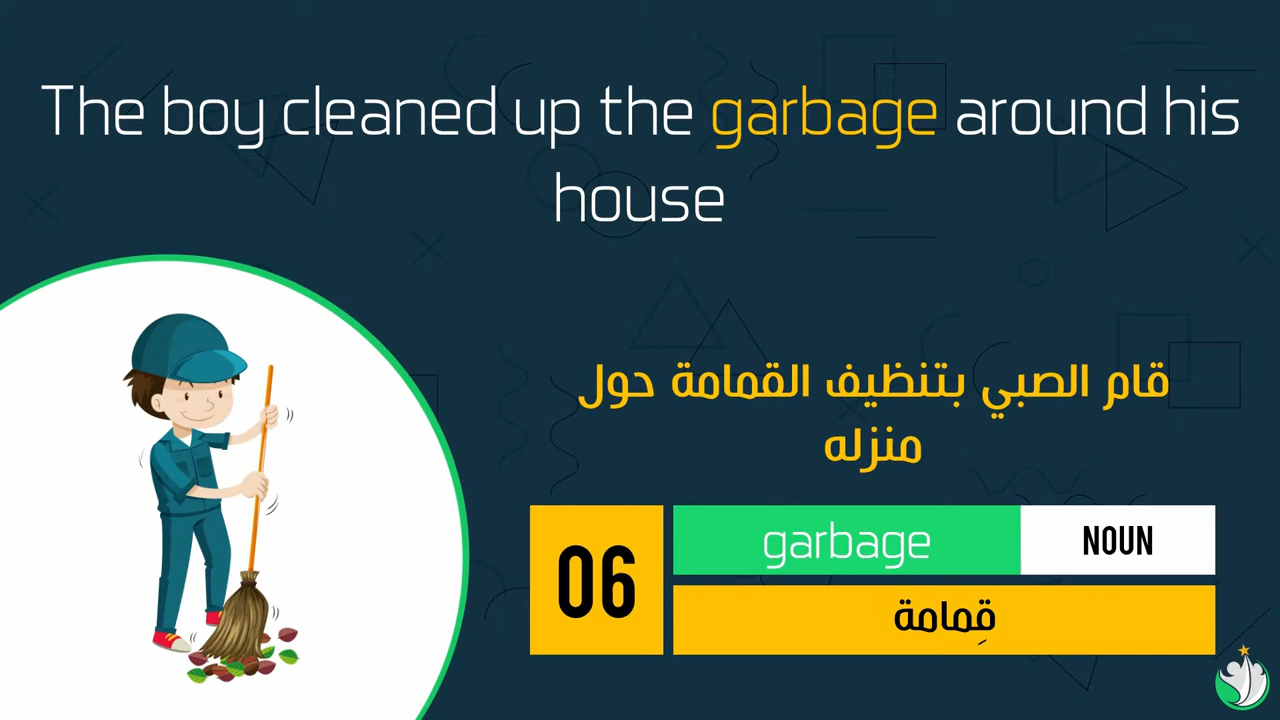 The boy cleaned up the garbage around his
house
قام الصبي بتنظيف القمامة حول
منزله
06
garbage
NOUN
قِمامة